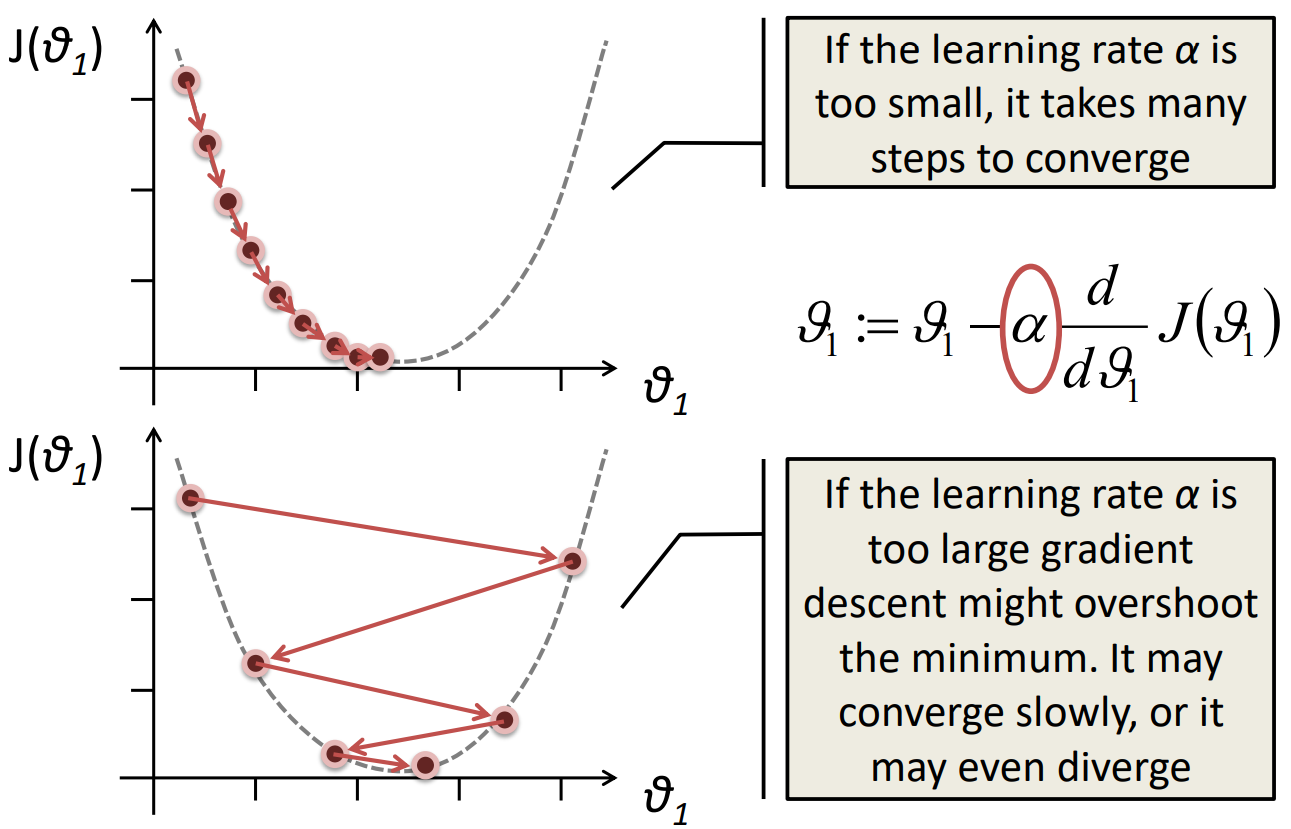 J(ϑ₁)
If the learning rate α is
too small, it takes many
steps to converge
ϑ₁ := ϑ₁ − α d/dϑ₁ J(ϑ₁)
ϑ₁
J(ϑ₁)
If the learning rate α is
too large gradient
descent might overshoot
the minimum. It may
converge slowly, or it
may even diverge
ϑ₁